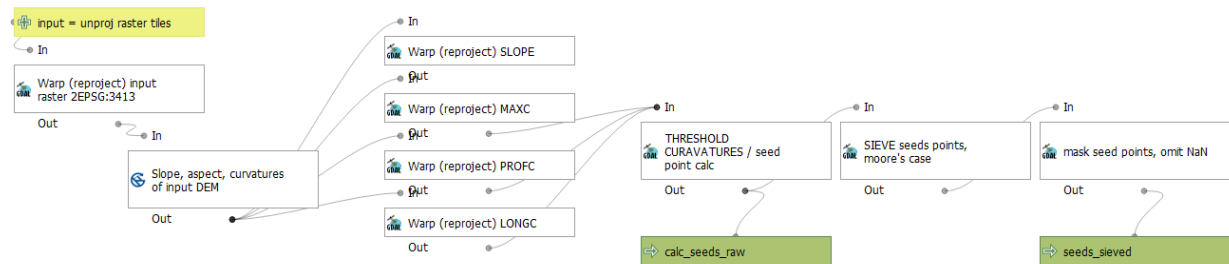 input = unproj raster tiles
In
Warp (reproject) input
raster 2EPSG:3413
Out
In
Slope, aspect, curvatures
of input DEM
Out
In
Warp (reproject) SLOPE
Out
In
Warp (reproject) MAXC
Out
In
Warp (reproject) PROFC
Out
In
Warp (reproject) LONGC
Out
In
THRESHOLD
CURAVATURES / seed
point calc
Out
calc_seeds_raw
In
SIEVE seeds points,
moore's case
Out
In
mask seed points, omit NaN
Out
seeds_sieved